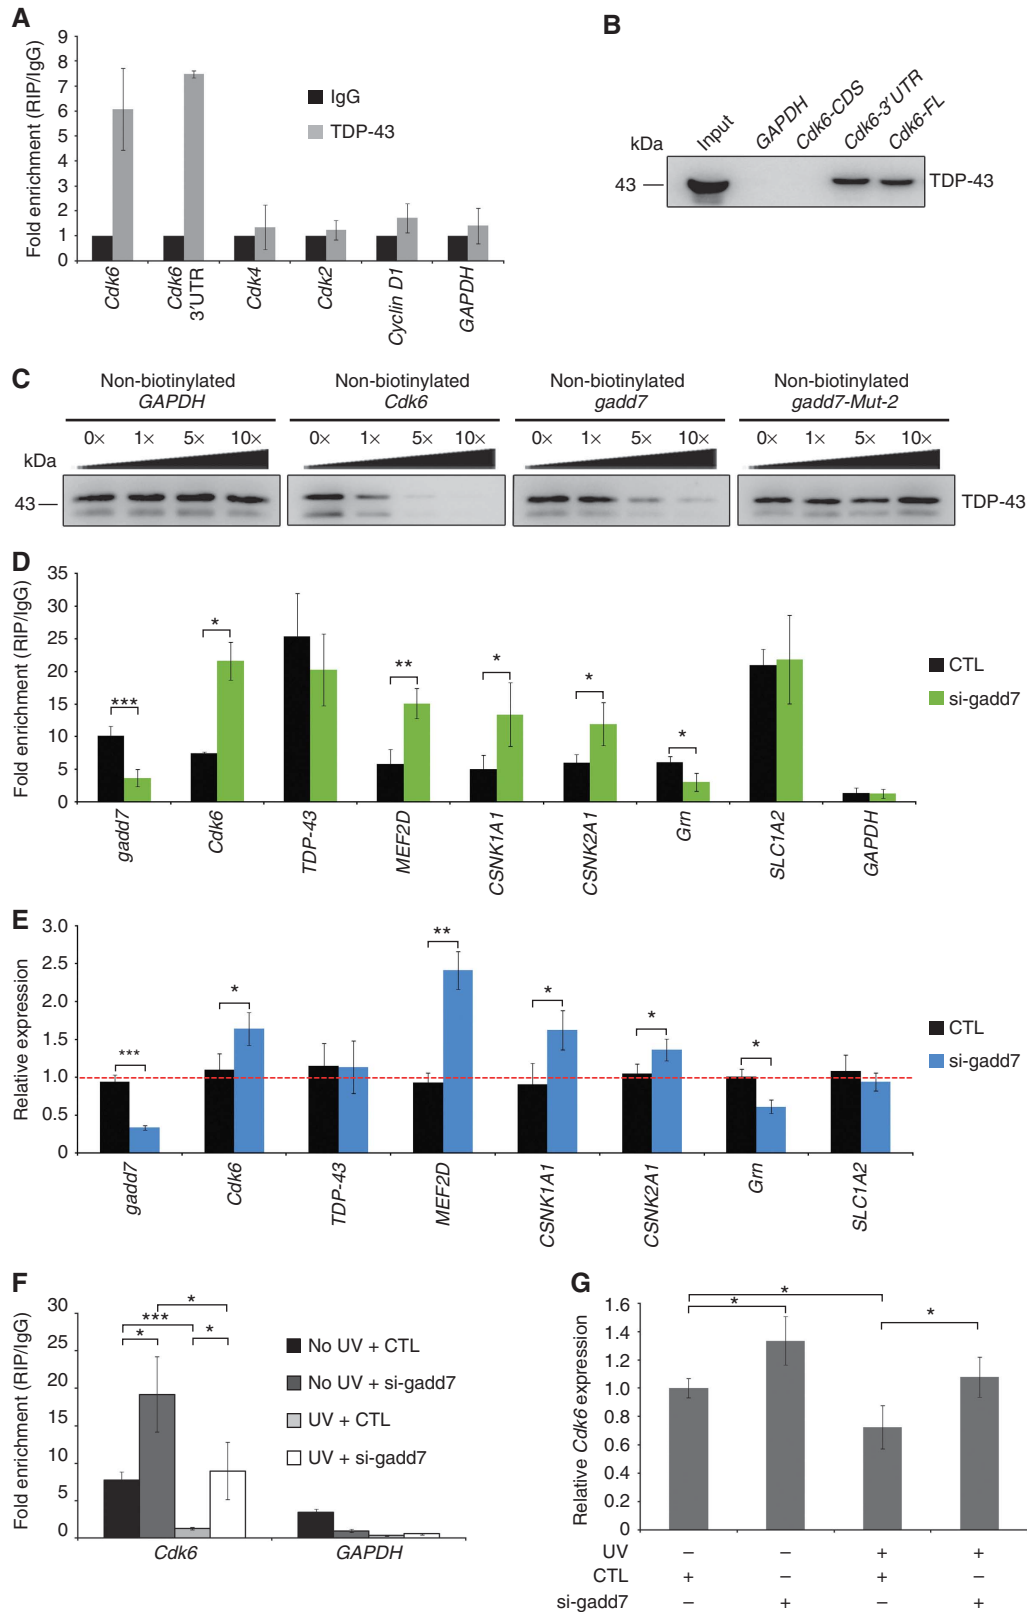 A
Fold enrichment (RIP/IgG)
9
8
7
6
5
4
3
2
1
0
IgG
TDP-43
Cdk6
Cdk6
3′UTR
Cdk4
Cdk2
Cyclin D1
GAPDH
B
kDa
Input
GAPDH
Cdk6-CDS
Cdk6-3′UTR
Cdk6-FL
43
TDP-43
C
Non-biotinylated
GAPDH
Non-biotinylated
Cdk6
Non-biotinylated
gadd7
Non-biotinylated
gadd7-Mut-2
0× 1× 5× 10×
0× 1× 5× 10×
0× 1× 5× 10×
0× 1× 5× 10×
kDa
43
TDP-43
D
Fold enrichment (RIP/IgG)
35
30
25
20
15
10
5
0
***
*
**
*
*
*
CTL
si-gadd7
gadd7
Cdk6
TDP-43
MEF2D
CSNK1A1
CSNK2A1
Grn
SLC1A2
GAPDH
E
Relative expression
3.0
2.5
2.0
1.5
1.0
0.5
0
***
*
**
*
*
*
CTL
si-gadd7
gadd7
Cdk6
TDP-43
MEF2D
CSNK1A1
CSNK2A1
Grn
SLC1A2
F
Fold enrichment (RIP/IgG)
30
25
20
15
10
5
0
*
***
*
*
No UV + CTL
No UV + si-gadd7
UV + CTL
UV + si-gadd7
Cdk6
GAPDH
G
Relative Cdk6 expression
1.6
1.4
1.2
1.0
0.8
0.6
0.4
0.2
0
*
*
*
UV – – + +
CTL + – + –
si-gadd7 – + – +